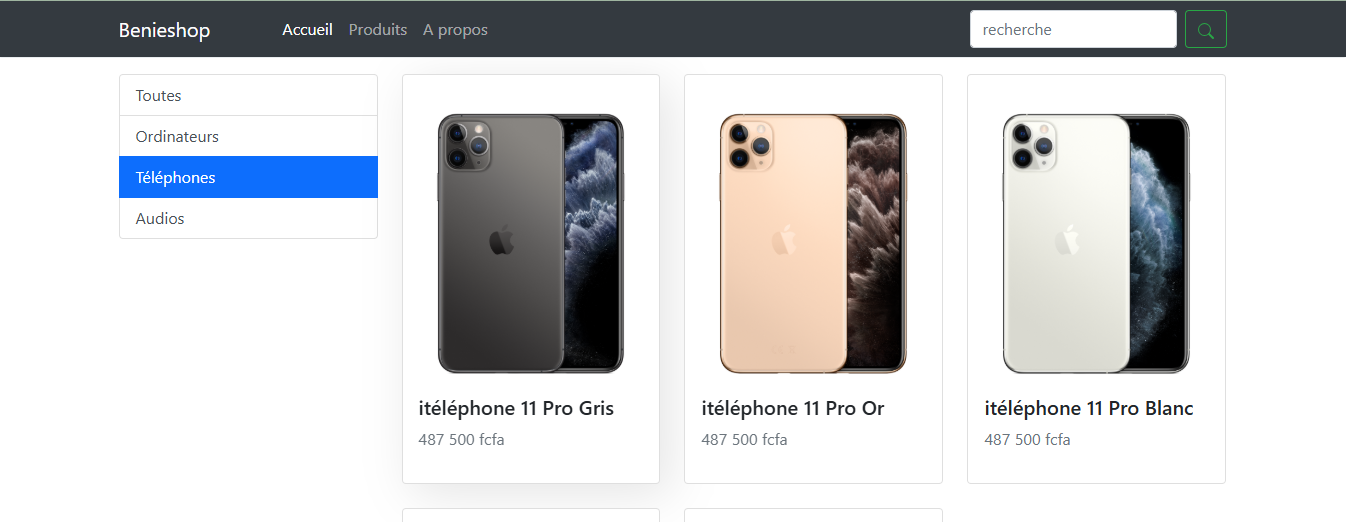 Benieshop Accueil Produits A propos recherche
Toutes
Ordinateurs
Téléphones
Audios
itéléphone 11 Pro Gris
487 500 fcfa
itéléphone 11 Pro Or
487 500 fcfa
itéléphone 11 Pro Blanc
487 500 fcfa